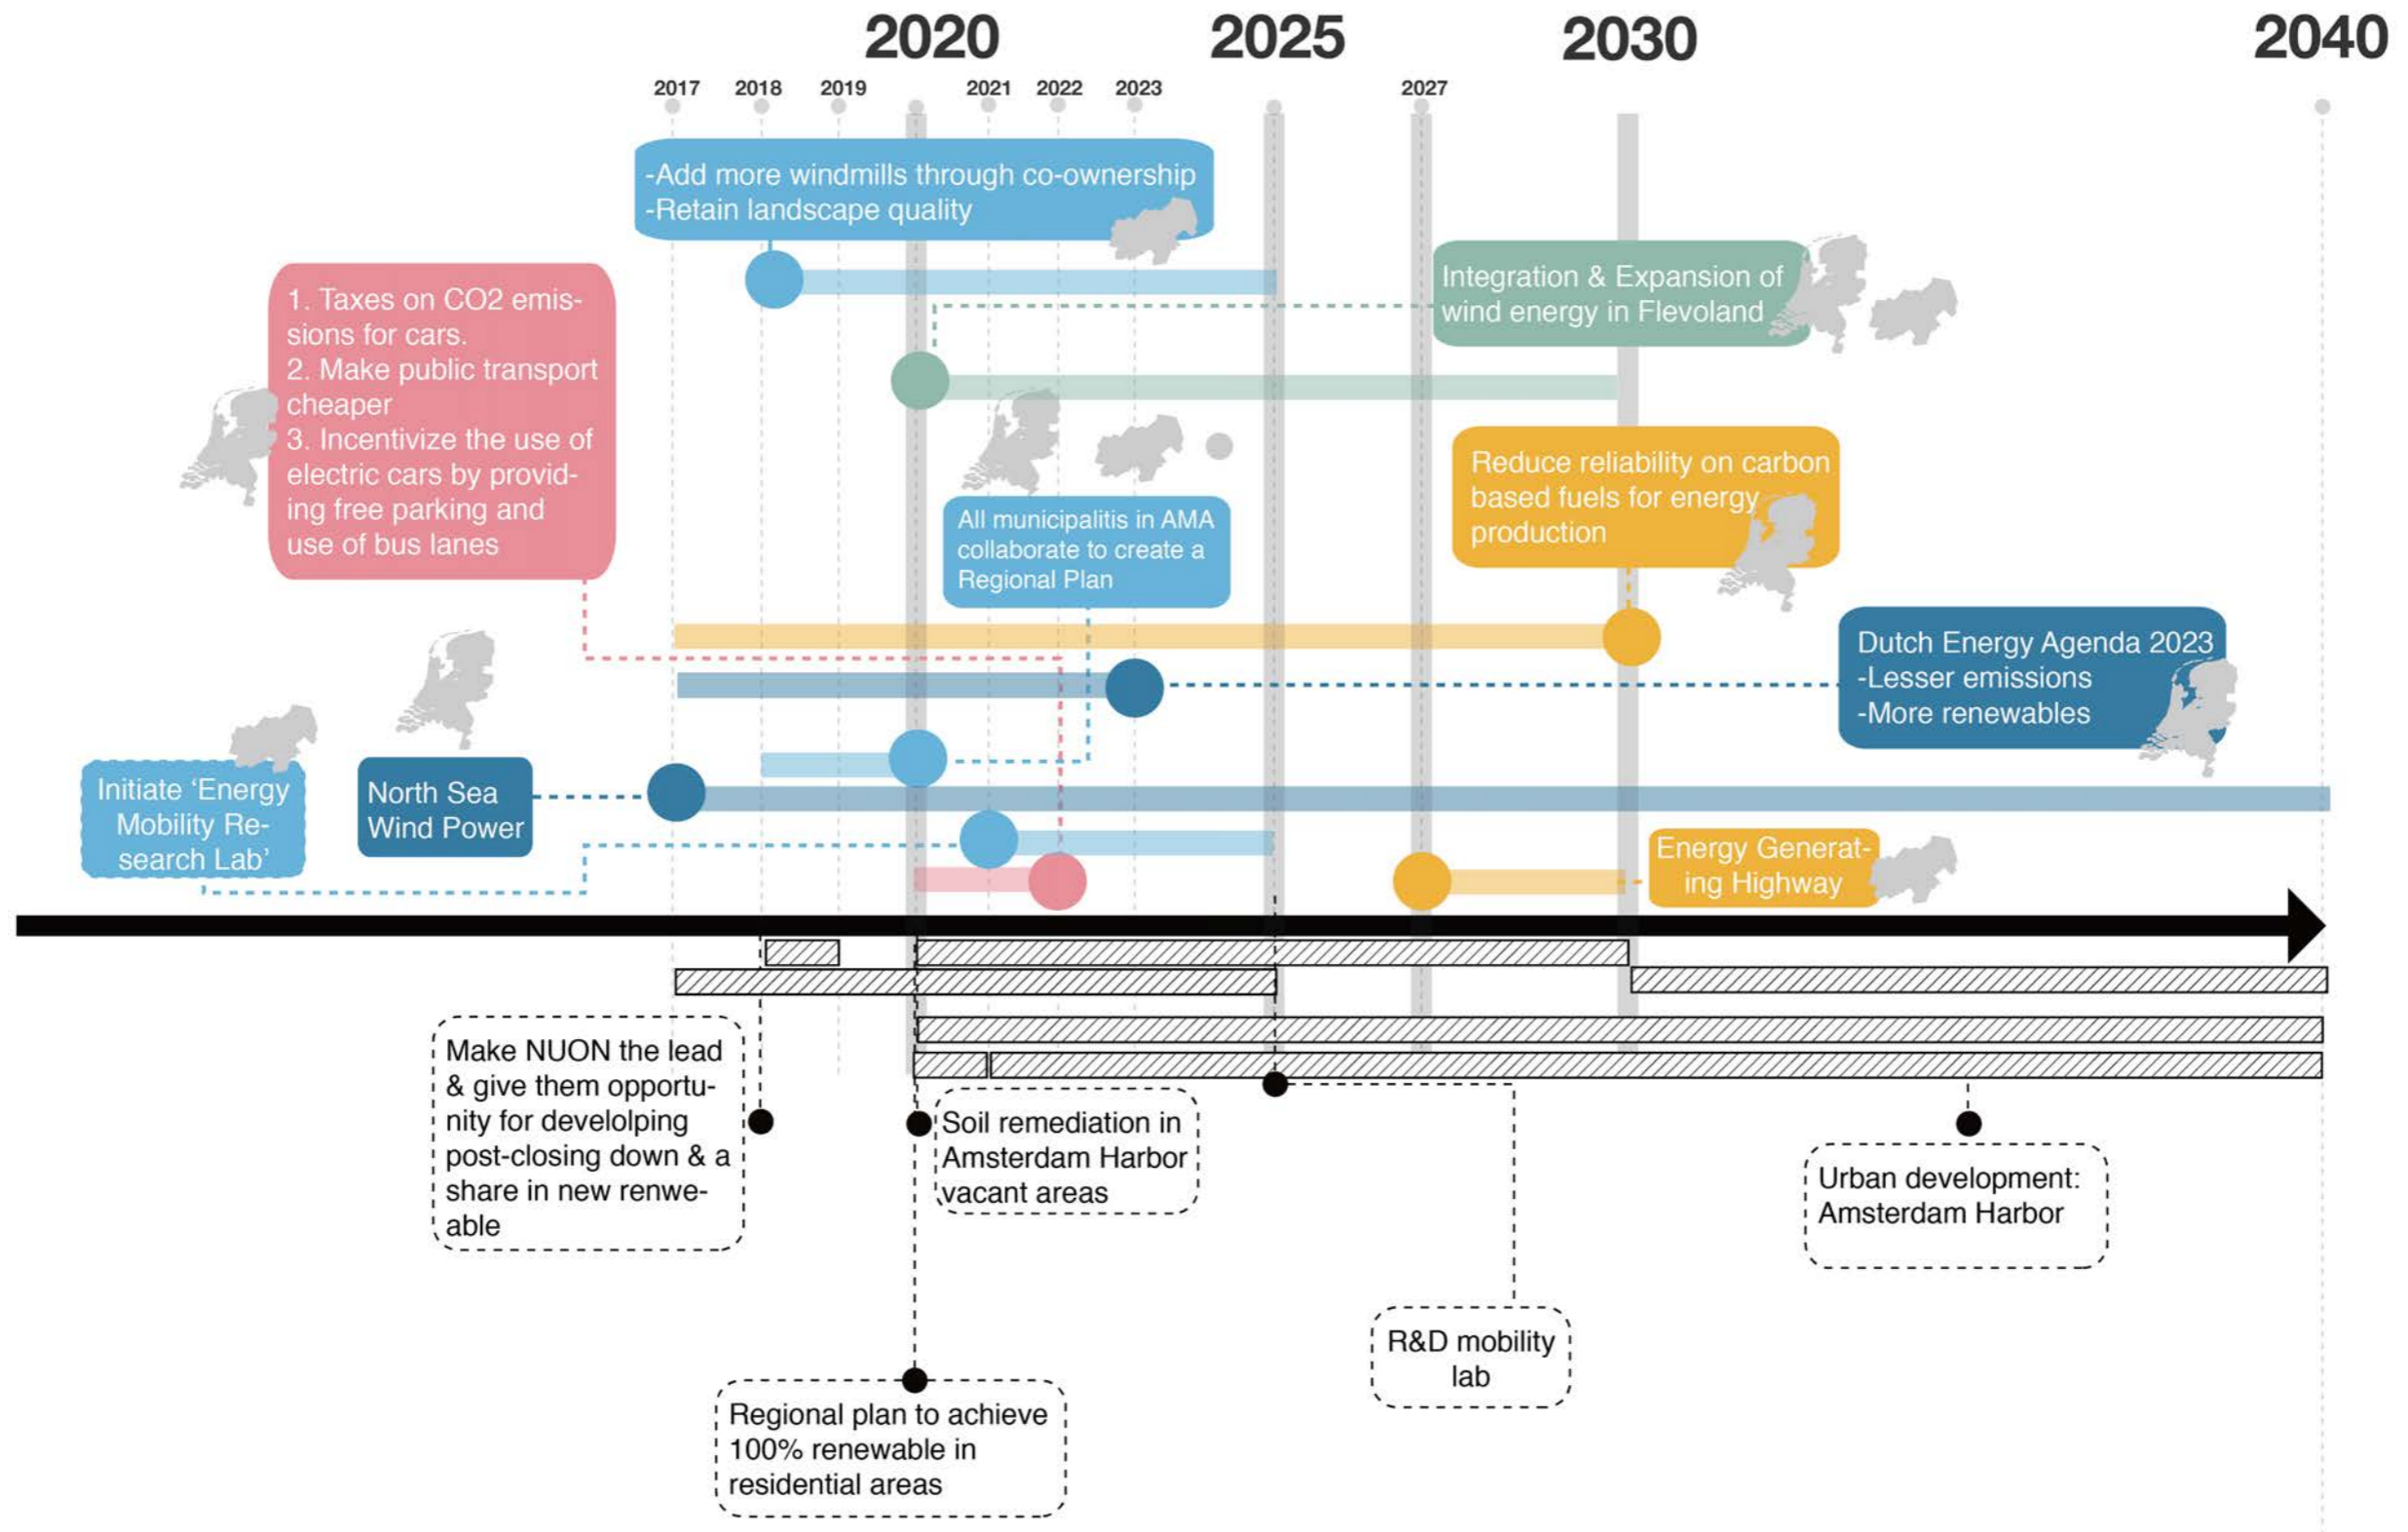 2020
2025
2030
2040
2017
2018
2019
2021
2022
2023
2027
-Add more windmills through co-ownership
-Retain landscape quality
Integration & Expansion of
wind energy in Flevoland
1. Taxes on CO2 emis-
sions for cars.
2. Make public transport
cheaper
3. Incentivize the use of
electric cars by provid-
ing free parking and
use of bus lanes
Reduce reliability on carbon
based fuels for energy
production
All municipalitis in AMA
collaborate to create a
Regional Plan
Dutch Energy Agenda 2023
-Lesser emissions
-More renewables
Initiate ‘Energy
Mobility Re-
search Lab’
North Sea
Wind Power
Energy Generat-
ing Highway
Make NUON the lead
& give them opportu-
nity for develolping
post-closing down & a
share in new renwe-
able
Soil remediation in
Amsterdam Harbor
vacant areas
Urban development:
Amsterdam Harbor
R&D mobility
lab
Regional plan to achieve
100% renewable in
residential areas